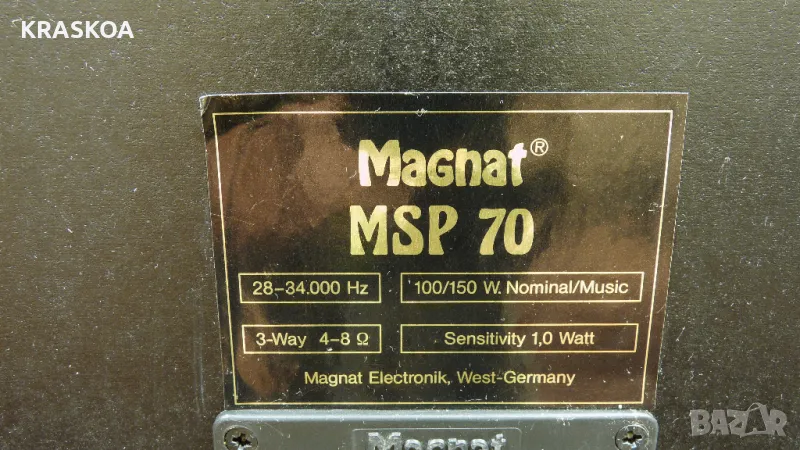 KRASKOA
Magnat®
MSP 70
28–34.000 Hz
100/150 W. Nominal/Music
3-Way 4–8 Ω
Sensitivity 1,0 Watt
Magnat Electronik, West-Germany
Magnat
BAZAR